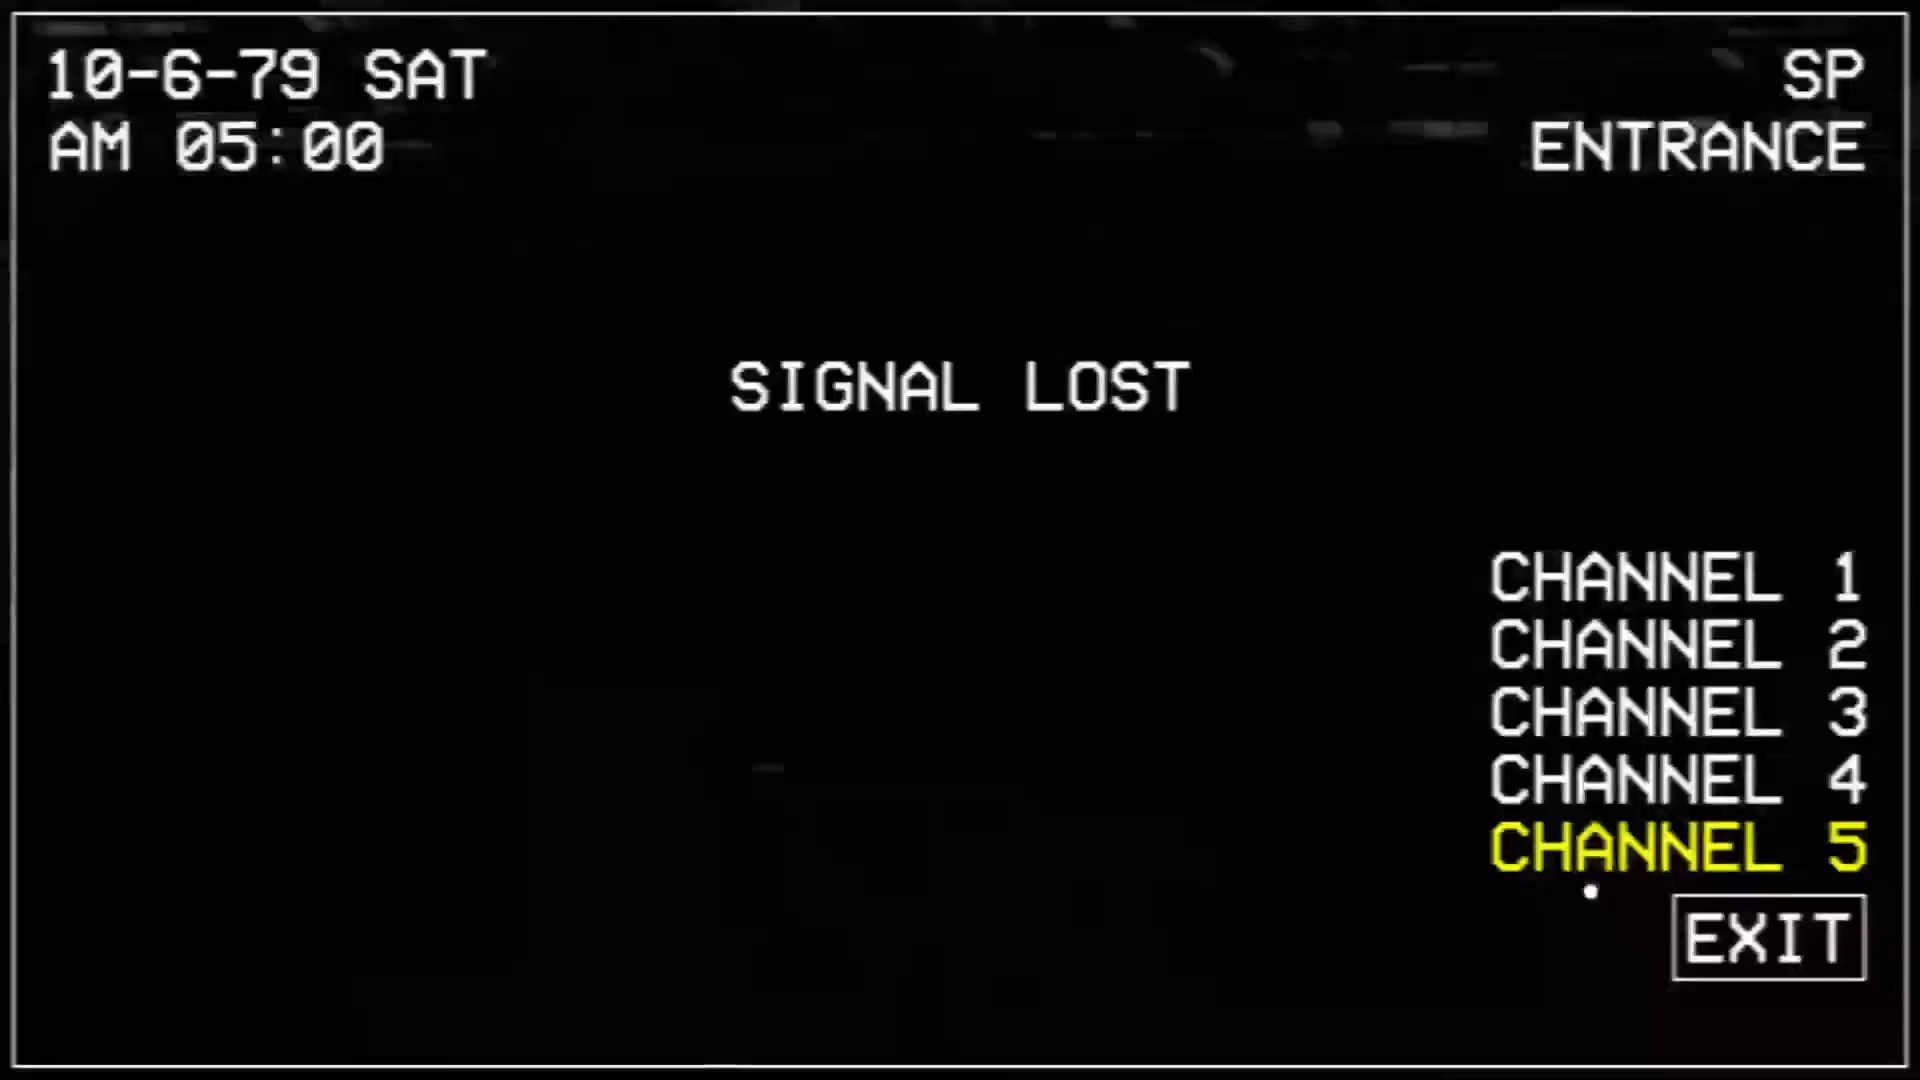 10-6-79 SAT
AM 05:00
SP
ENTRANCE
SIGNAL LOST
CHANNEL 1
CHANNEL 2
CHANNEL 3
CHANNEL 4
CHANNEL 5
EXIT